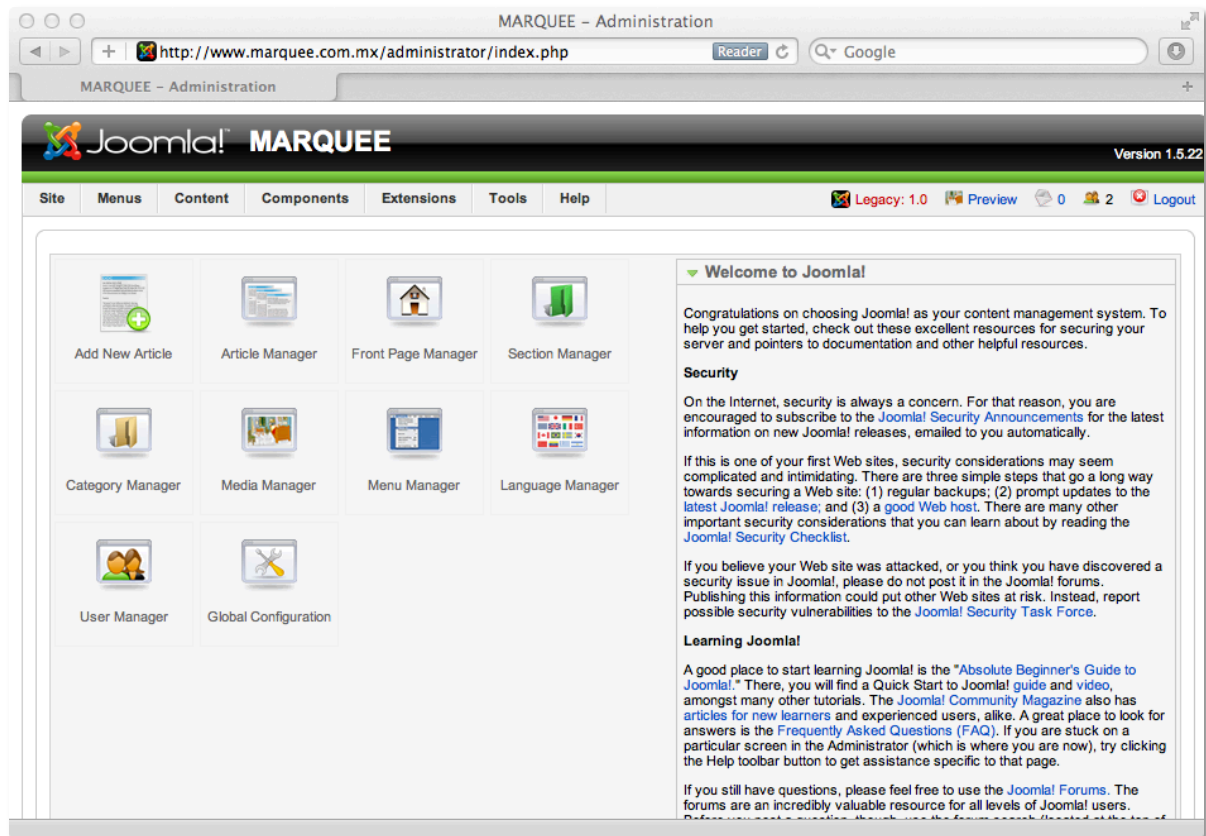 MARQUEE – Administration
http://www.marquee.com.mx/administrator/index.php
Reader
Google
MARQUEE – Administration
Joomla!™ MARQUEE
Version 1.5.22
Site Menus Content Components Extensions Tools Help
Legacy: 1.0 Preview 0 2 Logout
Add New Article
Article Manager
Front Page Manager
Section Manager
Category Manager
Media Manager
Menu Manager
Language Manager
User Manager
Global Configuration
Welcome to Joomla!
Congratulations on choosing Joomla! as your content management system. To
help you get started, check out these excellent resources for securing your
server and pointers to documentation and other helpful resources.
Security
On the Internet, security is always a concern. For that reason, you are
encouraged to subscribe to the Joomla! Security Announcements for the latest
information on new Joomla! releases, emailed to you automatically.
If this is one of your first Web sites, security considerations may seem
complicated and intimidating. There are three simple steps that go a long way
towards securing a Web site: (1) regular backups; (2) prompt updates to the
latest Joomla! release; and (3) a good Web host. There are many other
important security considerations that you can learn about by reading the
Joomla! Security Checklist.
If you believe your Web site was attacked, or you think you have discovered a
security issue in Joomla!, please do not post it in the Joomla! forums.
Publishing this information could put other Web sites at risk. Instead, report
possible security vulnerabilities to the Joomla! Security Task Force.
Learning Joomla!
A good place to start learning Joomla! is the "Absolute Beginner's Guide to
Joomla!." There, you will find a Quick Start to Joomla! guide and video,
amongst many other tutorials. The Joomla! Community Magazine also has
articles for new learners and experienced users, alike. A great place to look for
answers is the Frequently Asked Questions (FAQ). If you are stuck on a
particular screen in the Administrator (which is where you are now), try clicking
the Help toolbar button to get assistance specific to that page.
If you still have questions, please feel free to use the Joomla! Forums. The
forums are an incredibly valuable resource for all levels of Joomla! users.
Before you post a question, though, use the forum search (located at the top of